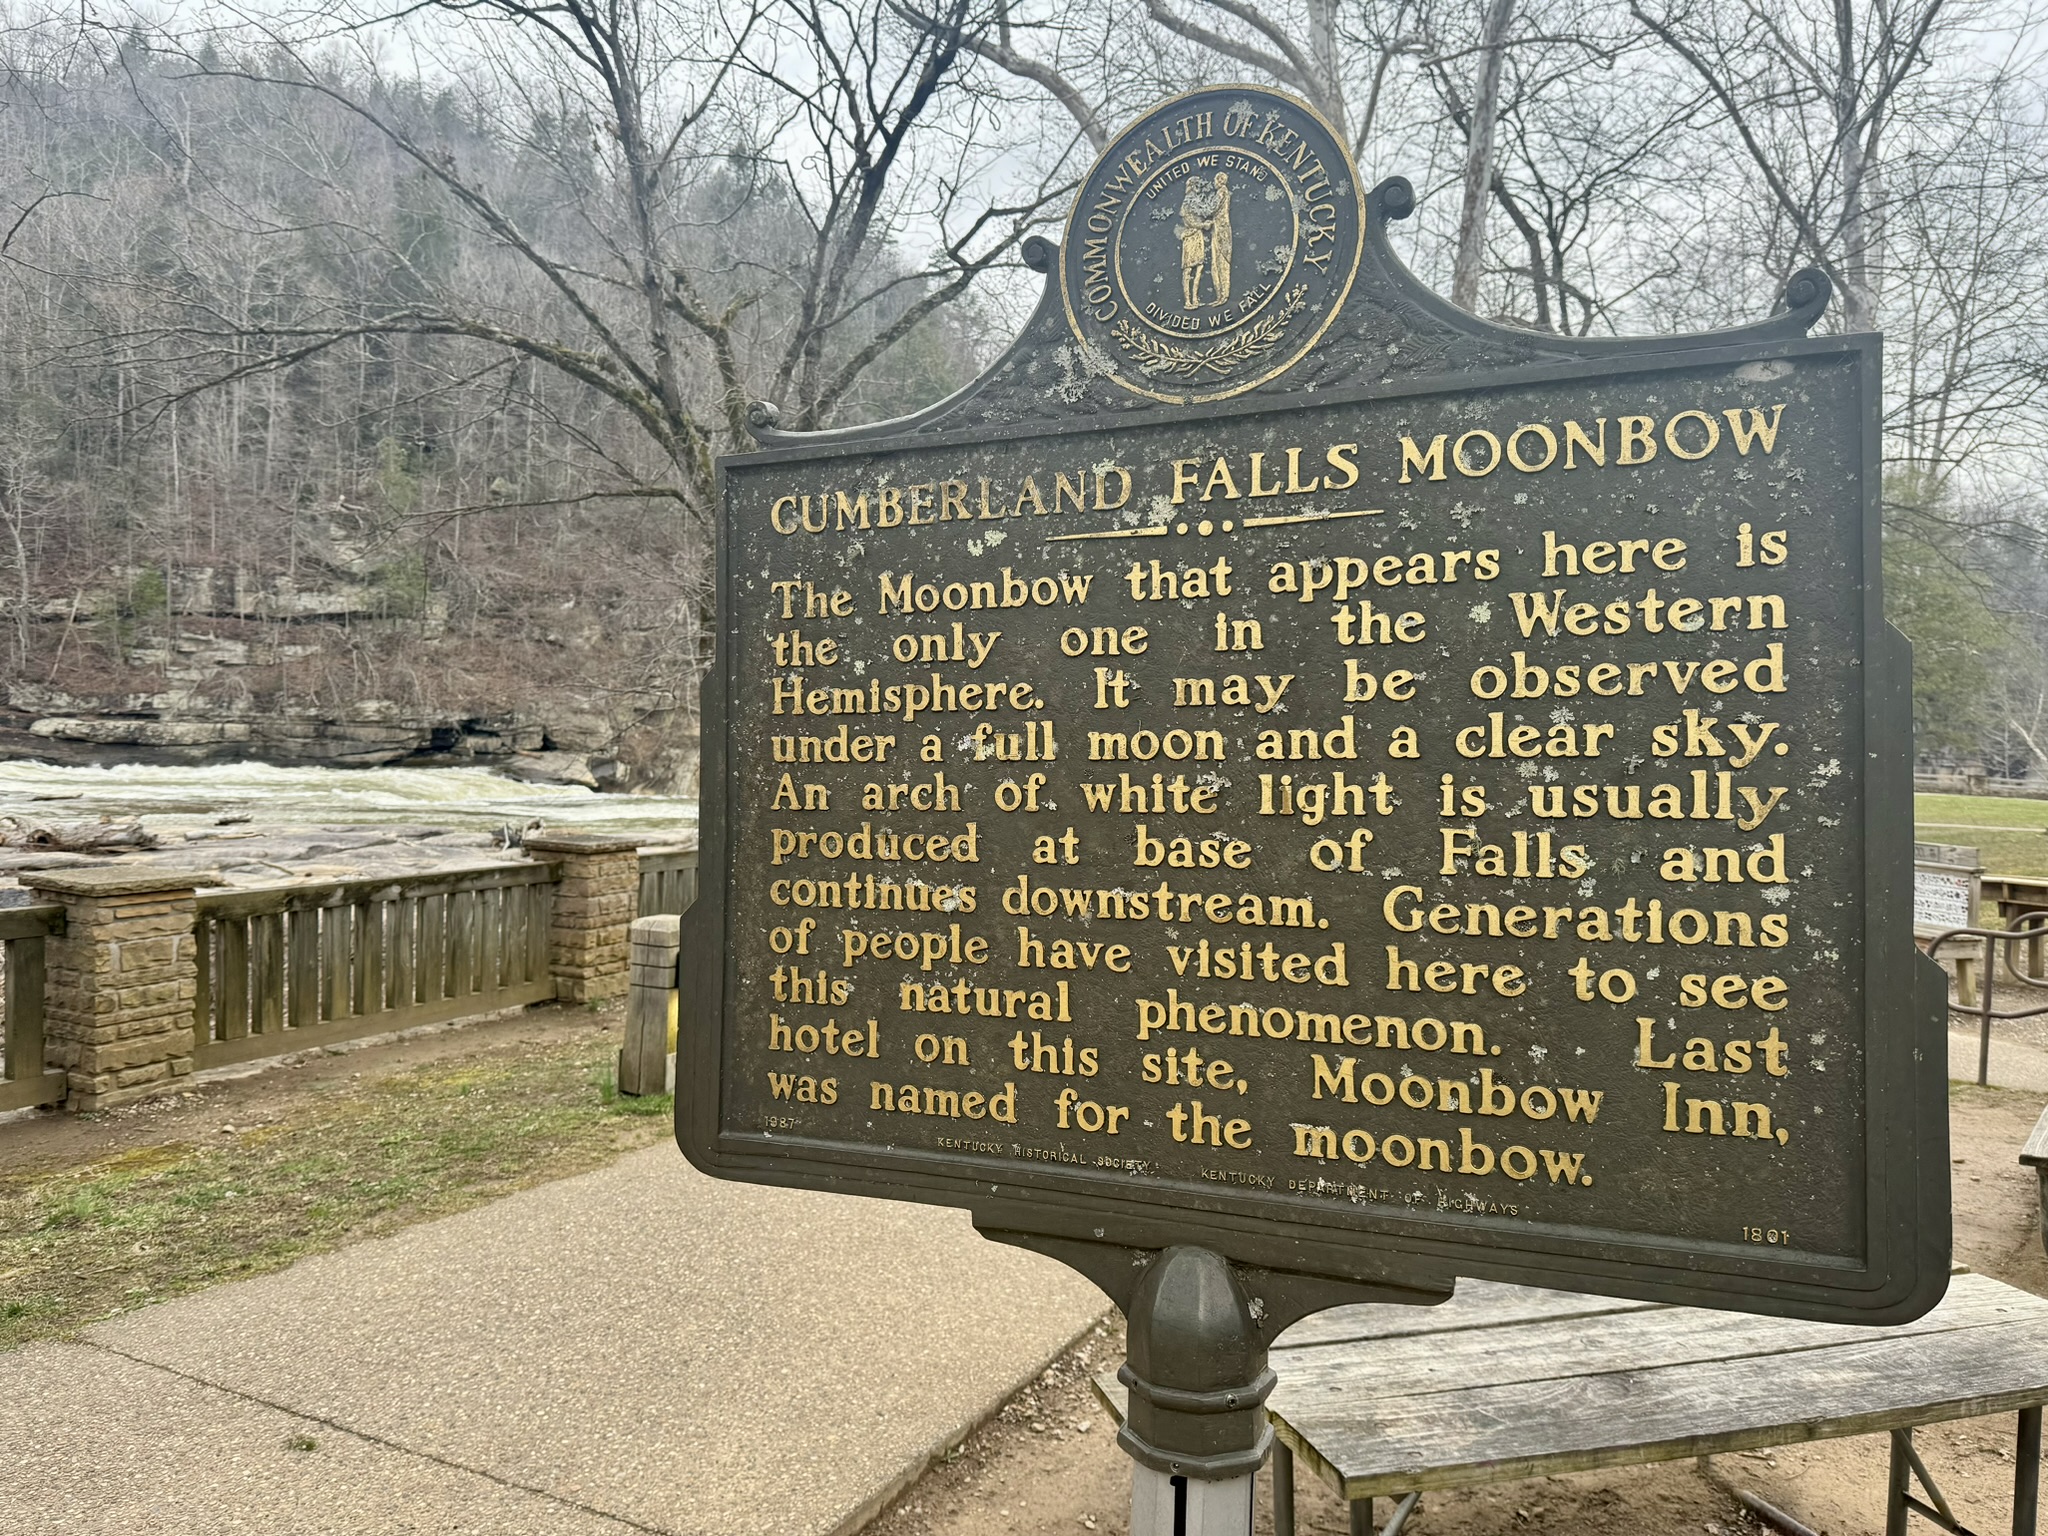 COMMONWEALTH OF KENTUCKY
UNITED WE STAND
DIVIDED WE FALL
CUMBERLAND FALLS MOONBOW
The Moonbow that appears here is
the only one in the Western
Hemisphere. It may be observed
under a full moon and a clear sky.
An arch of white light is usually
produced at base of Falls and
continues downstream. Generations
of people have visited here to see
this natural phenomenon. Last
hotel on this site, Moonbow Inn,
was named for the moonbow.
1987
KENTUCKY HISTORICAL SOCIETY KENTUCKY DEPARTMENT OF HIGHWAYS
1801